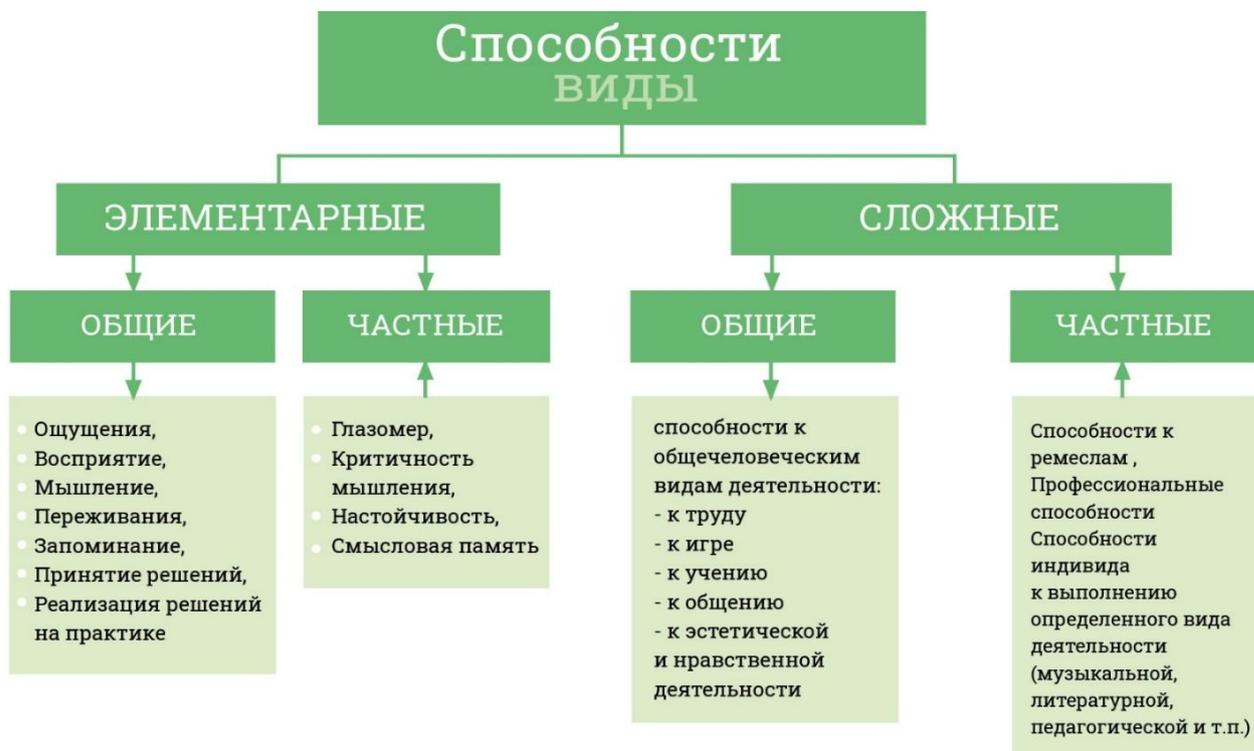 Способности
виды
ЭЛЕМЕНТАРНЫЕ
СЛОЖНЫЕ
ОБЩИЕ
ЧАСТНЫЕ
ОБЩИЕ
ЧАСТНЫЕ
Ощущения,
Восприятие,
Мышление,
Переживания,
Запоминание,
Принятие решений,
Реализация решений
на практике
Глазомер,
Критичность
мышления,
Настойчивость,
Смысловая память
способности к
общечеловеческим
видам деятельности:
- к труду
- к игре
- к учению
- к общению
- к эстетической
и нравственной
деятельности
Способности к
ремеслам ,
Профессиональные
способности
Способности
индивида
к выполнению
определенного вида
деятельности
(музыкальной,
литературной,
педагогической и т.п.)